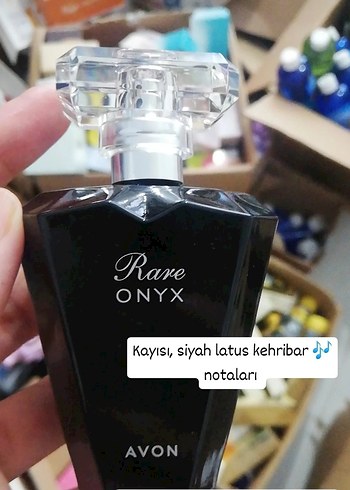 Rare
ONYX
Kayısı, siyah latus kehribar 🎶
notaları
AVON